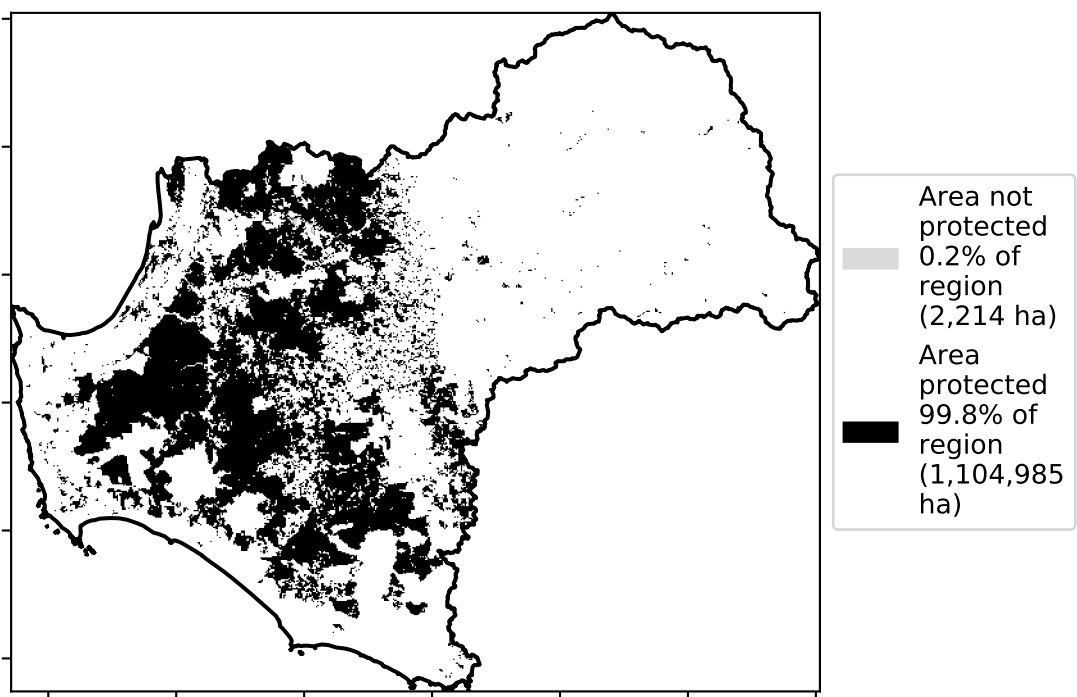 Area not
protected
0.2% of
region
(2,214 ha)
Area
protected
99.8% of
region
(1,104,985
ha)